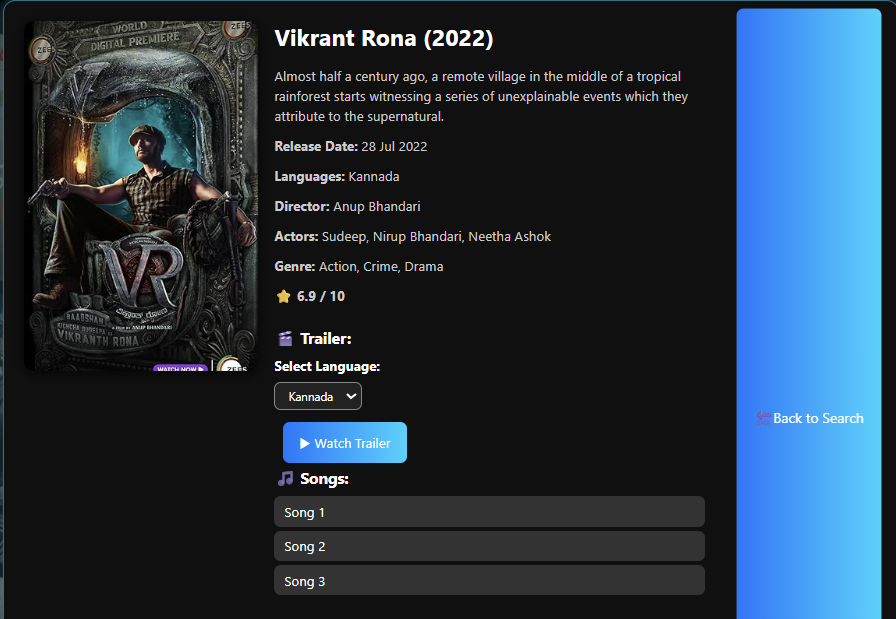 WORLD
DIGITAL PREMIERE
ZEE5
VR
ವಿಕ್ರಾಂತ್ ರೋಣ
A FILM BY ANUP BHANDARI
BAADSHAH
KICHCHA SUDEEPA
VIKRANTH RONA
WATCH NOW
ZEE5
Vikrant Rona (2022)
Almost half a century ago, a remote village in the middle of a tropical
rainforest starts witnessing a series of unexplainable events which they
attribute to the supernatural.
Release Date: 28 Jul 2022
Languages: Kannada
Director: Anup Bhandari
Actors: Sudeep, Nirup Bhandari, Neetha Ashok
Genre: Action, Crime, Drama
6.9 / 10
Trailer:
Select Language:
Kannada
Watch Trailer
Songs:
Song 1
Song 2
Song 3
Back to Search